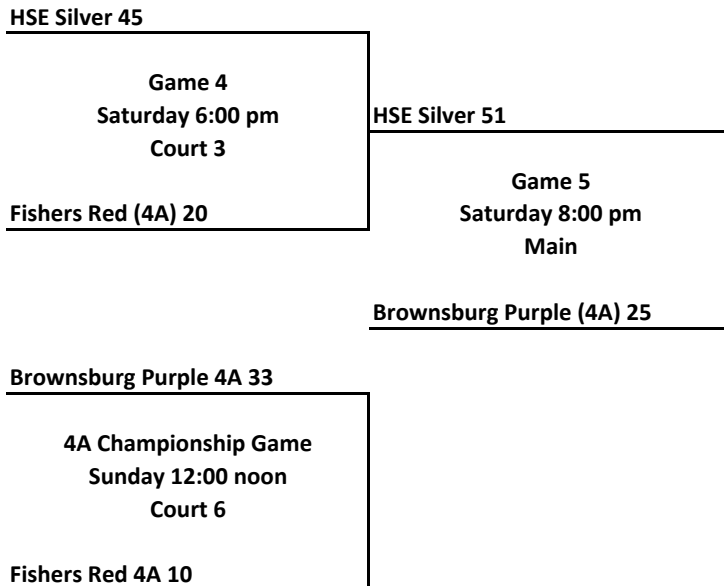 HSE Silver 45
Game 4
Saturday 6:00 pm
Court 3
Fishers Red (4A) 20
HSE Silver 51
Game 5
Saturday 8:00 pm
Main
Brownsburg Purple (4A) 25
Brownsburg Purple 4A 33
4A Championship Game
Sunday 12:00 noon
Court 6
Fishers Red 4A 10